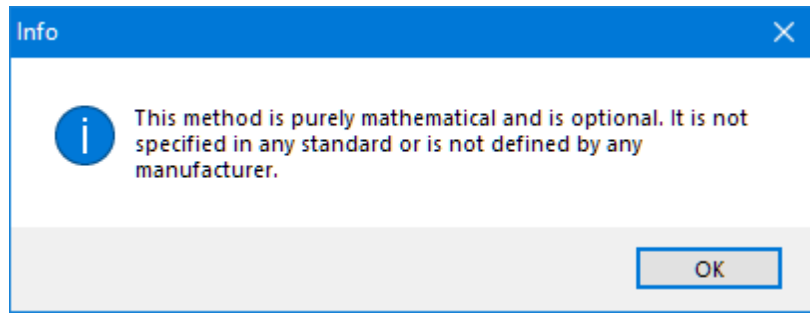 Info
This method is purely mathematical and is optional. It is not
specified in any standard or is not defined by any
manufacturer.
OK